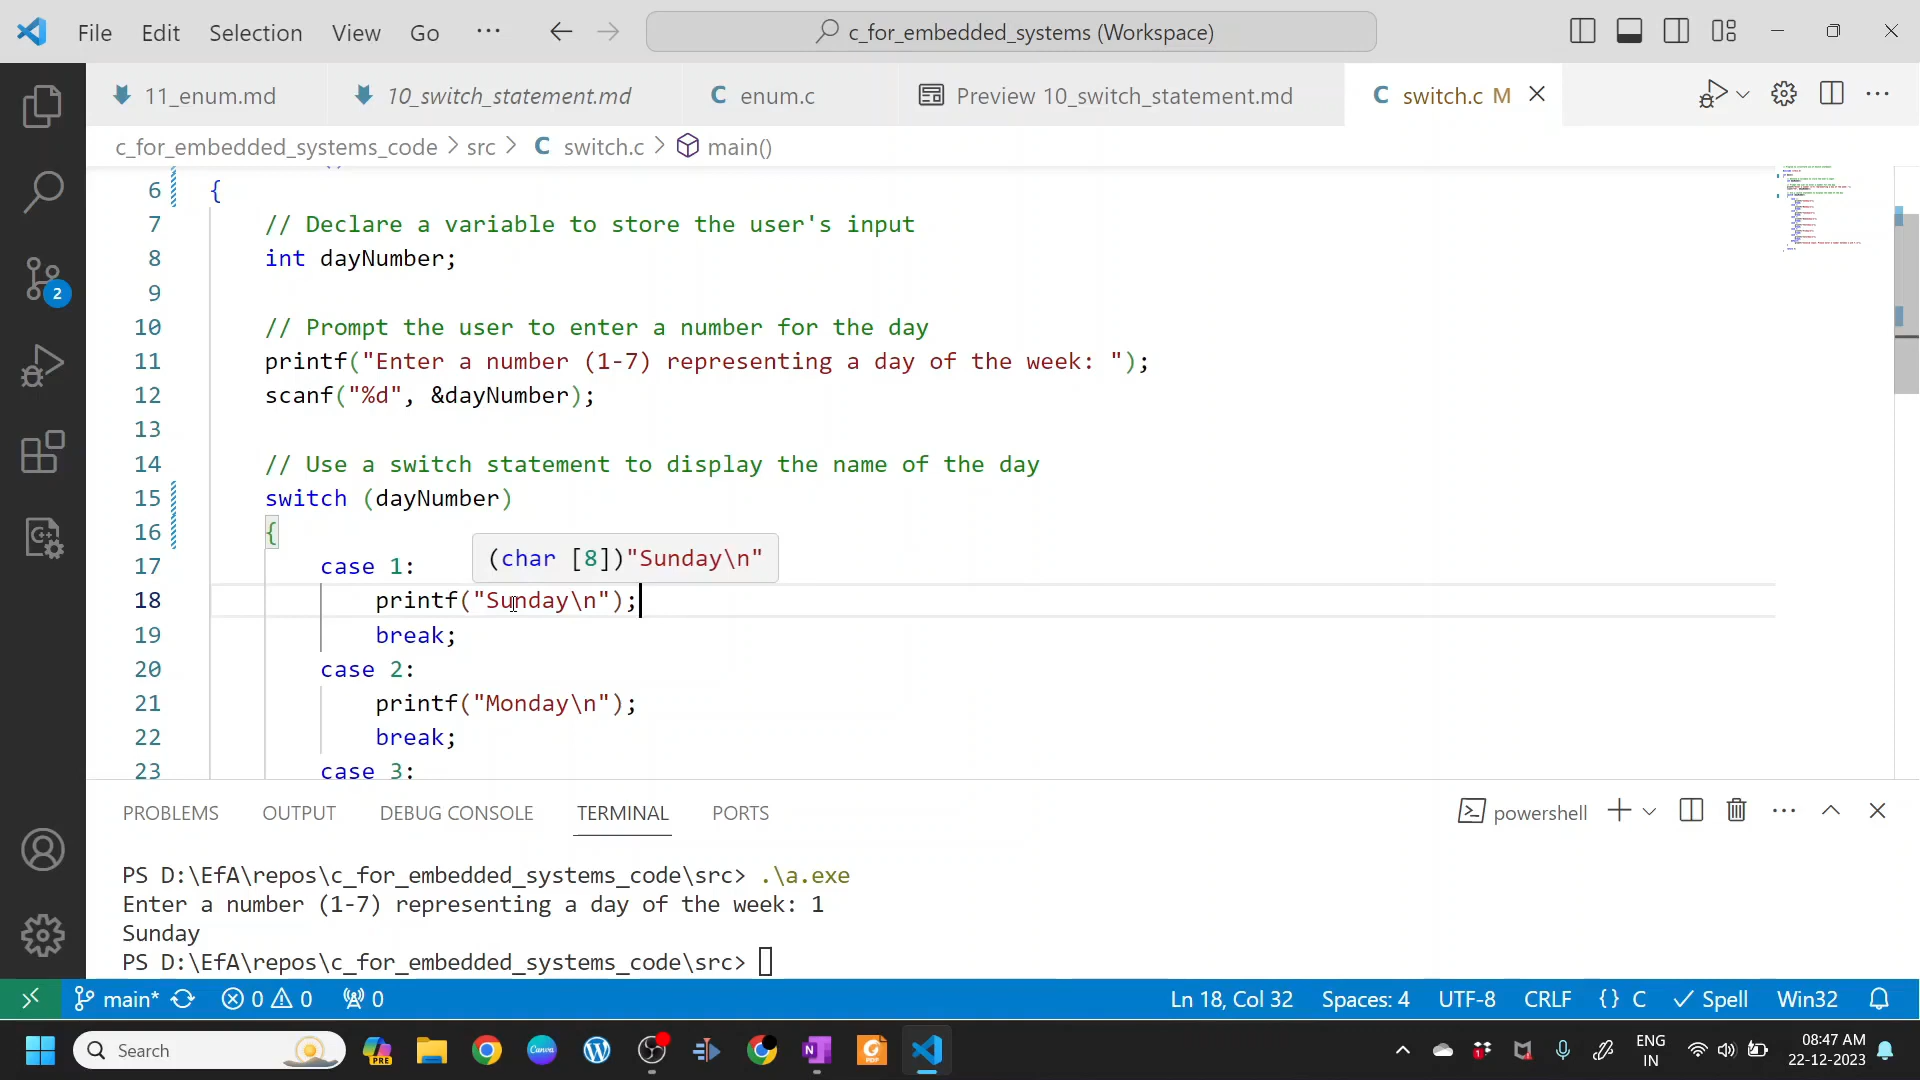 File Edit Selection View Go ··· c_for_embedded_systems (Workspace)
11_enum.md 10_switch_statement.md C enum.c Preview 10_switch_statement.md C switch.c M
c_for_embedded_systems_code > src > C switch.c > main()
6 {
7 // Declare a variable to store the user's input
8 int dayNumber;
9
10 // Prompt the user to enter a number for the day
11 printf("Enter a number (1-7) representing a day of the week: ");
12 scanf("%d", &dayNumber);
13
14 // Use a switch statement to display the name of the day
15 switch (dayNumber)
16 {
(char [8])"Sunday\n"
17 case 1:
18 printf("Sunday\n");
19 break;
20 case 2:
21 printf("Monday\n");
22 break;
23 case 3:
2
PROBLEMS OUTPUT DEBUG CONSOLE TERMINAL PORTS powershell
PS D:\EfA\repos\c_for_embedded_systems_code\src> .\a.exe
Enter a number (1-7) representing a day of the week: 1
Sunday
PS D:\EfA\repos\c_for_embedded_systems_code\src>
main* 0 0 0 Ln 18, Col 32 Spaces: 4 UTF-8 CRLF {} C Spell Win32
Search PRE Canva PDF 1 ENG 08:47 AM
IN 22-12-2023